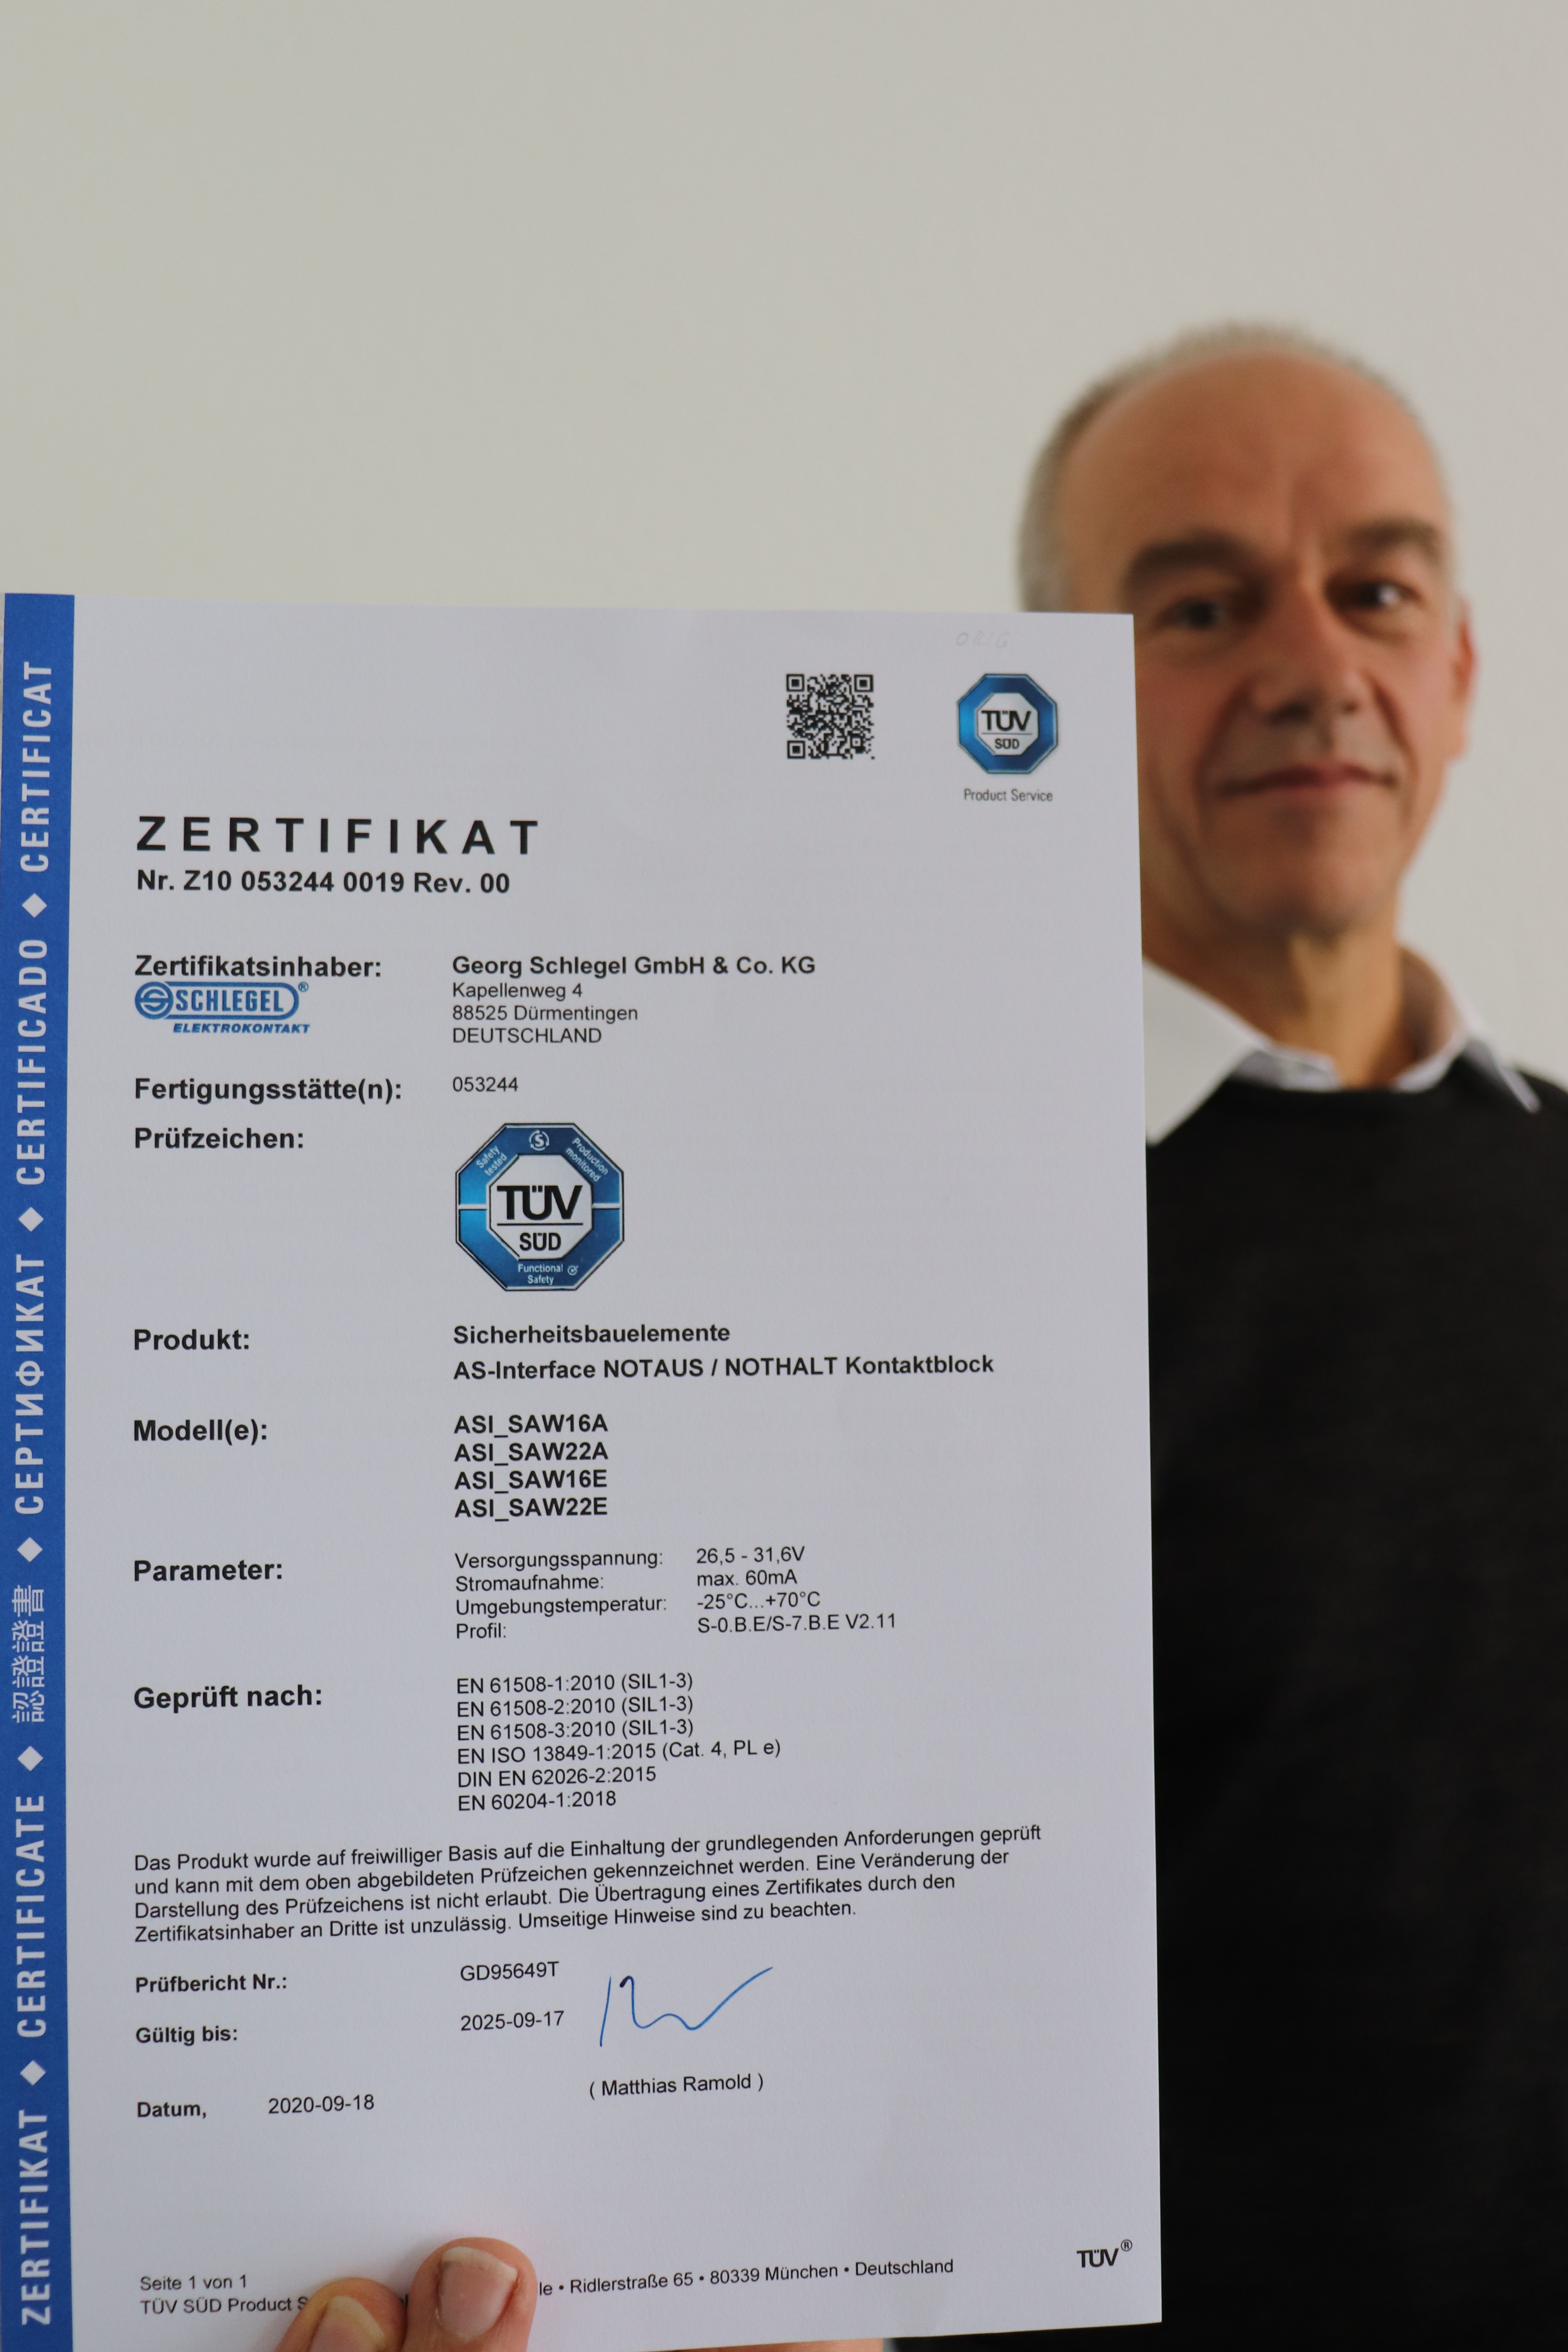 ORIG
TÜV
SÜD
Product Service
ZERTIFIKAT
Nr. Z10 053244 0019 Rev. 00
Zertifikatsinhaber: Georg Schlegel GmbH & Co. KG
SCHLEGEL®
ELEKTROKONTAKT
Kapellenweg 4
88525 Dürmentingen
DEUTSCHLAND
Fertigungsstätte(n): 053244
Prüfzeichen:
Safety tested
S
Production monitored
TÜV
SÜD
Functional
Safety
Produkt: Sicherheitsbauelemente
AS-Interface NOTAUS / NOTHALT Kontaktblock
Modell(e): ASI_SAW16A
ASI_SAW22A
ASI_SAW16E
ASI_SAW22E
Parameter: Versorgungsspannung: 26,5 - 31,6V
Stromaufnahme: max. 60mA
Umgebungstemperatur: -25°C...+70°C
Profil: S-0.B.E/S-7.B.E V2.11
Geprüft nach: EN 61508-1:2010 (SIL1-3)
EN 61508-2:2010 (SIL1-3)
EN 61508-3:2010 (SIL1-3)
EN ISO 13849-1:2015 (Cat. 4, PL e)
DIN EN 62026-2:2015
EN 60204-1:2018
Das Produkt wurde auf freiwilliger Basis auf die Einhaltung der grundlegenden Anforderungen geprüft
und kann mit dem oben abgebildeten Prüfzeichen gekennzeichnet werden. Eine Veränderung der
Darstellung des Prüfzeichens ist nicht erlaubt. Die Übertragung eines Zertifikates durch den
Zertifikatsinhaber an Dritte ist unzulässig. Umseitige Hinweise sind zu beachten.
Prüfbericht Nr.: GD95649T
Gültig bis: 2025-09-17
Datum, 2020-09-18
( Matthias Ramold )
Seite 1 von 1
TÜV SÜD Product • Ridlerstraße 65 • 80339 München • Deutschland
TÜV®
ZERTIFIKAT ◆ CERTIFICATE ◆ 認證證書 ◆ СЕРТИФИКАТ ◆ CERTIFICADO ◆ CERTIFICAT